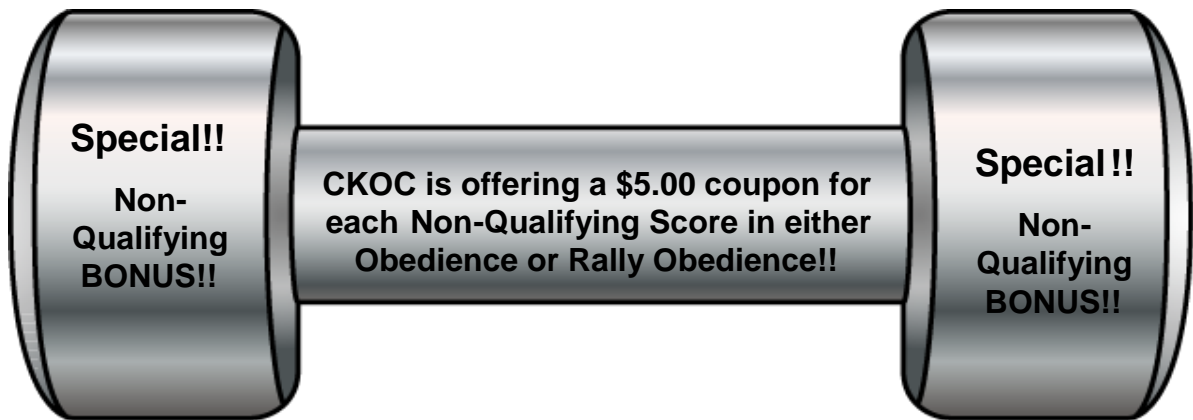 Special!!
Non-
Qualifying
BONUS!!
CKOC is offering a $5.00 coupon for
each Non-Qualifying Score in either
Obedience or Rally Obedience!!
Special!!
Non-
Qualifying
BONUS!!